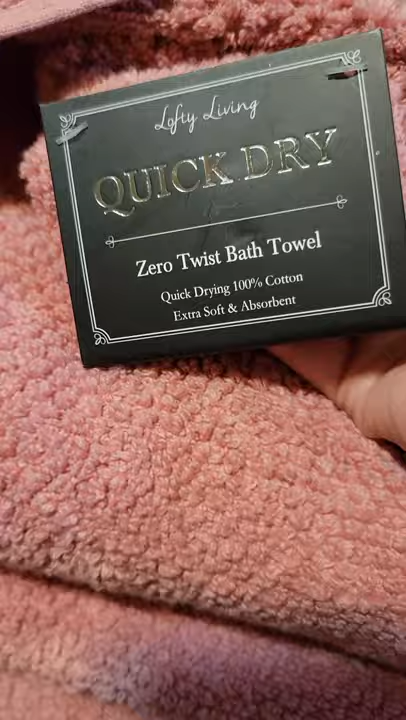 Lofty Living
QUICK DRY
Zero Twist Bath Towel
Quick Drying 100% Cotton
Extra Soft & Absorbent